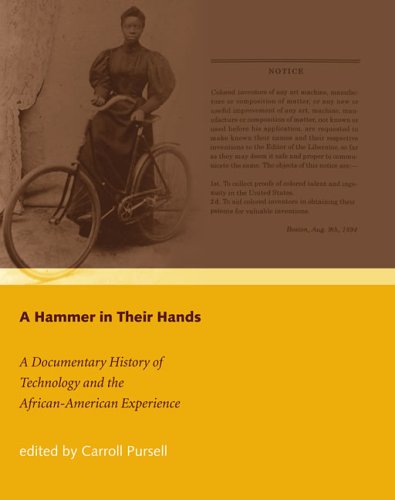 NOTICE
Colored inventors of any art machine, manufac-
ture or composition of matter, or any new or
useful improvement of any art, machine, man-
ufacture or composition of matter, not known or
used before his application, are requested to
make known their names and their respective
inventions to the Editor of the Liberator, so far
as they may deem it safe and proper to commu-
nicate the same. The objects of this notice are:—
1st. To collect proofs of colored talent and inge-
nuity in the United States.
2d. To aid colored inventors in obtaining their
patents for valuable inventions.
Boston, Aug. 9th, 1834
A Hammer in Their Hands
A Documentary History of
Technology and the
African-American Experience
edited by Carroll Pursell